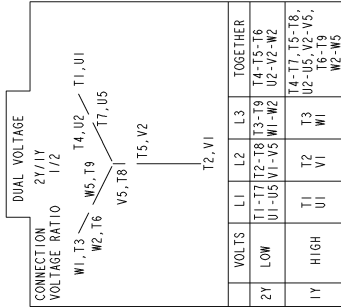 DUAL VOLTAGE
CONNECTION 2Y/1Y
VOLTAGE RATIO 1/2
W1,T3 W5,T9 T4,U2 T1,U1
W2,T6 V5,T8 T7,U5
T5,V2
T2,V1
VOLTS L1 L2 L3 TOGETHER
2Y LOW T1-T7 T2-T8 T3-T9 T4-T5-T6
U1-U5 V1-V5 W1-W2 U2-V2-W2
1Y HIGH T1 T2 T3 T4-T7,T5-T8,
U1 V1 W1 U2-U5,V2-V5,
T6-T9
W2-W5